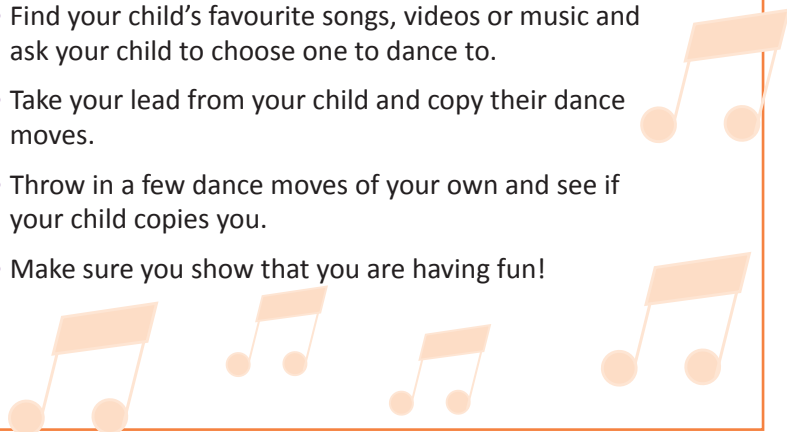 Find your child’s favourite songs, videos or music and
ask your child to choose one to dance to.
Take your lead from your child and copy their dance
moves.
Throw in a few dance moves of your own and see if
your child copies you.
Make sure you show that you are having fun!